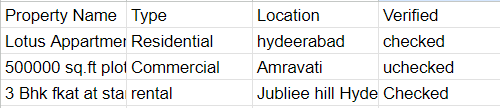 Property Name Type Location Verified
Lotus Appartmen Residential hydeerabad checked
500000 sq.ft plot Commercial Amravati uchecked
3 Bhk fkat at star rental Jubliee hill Hyde Checked